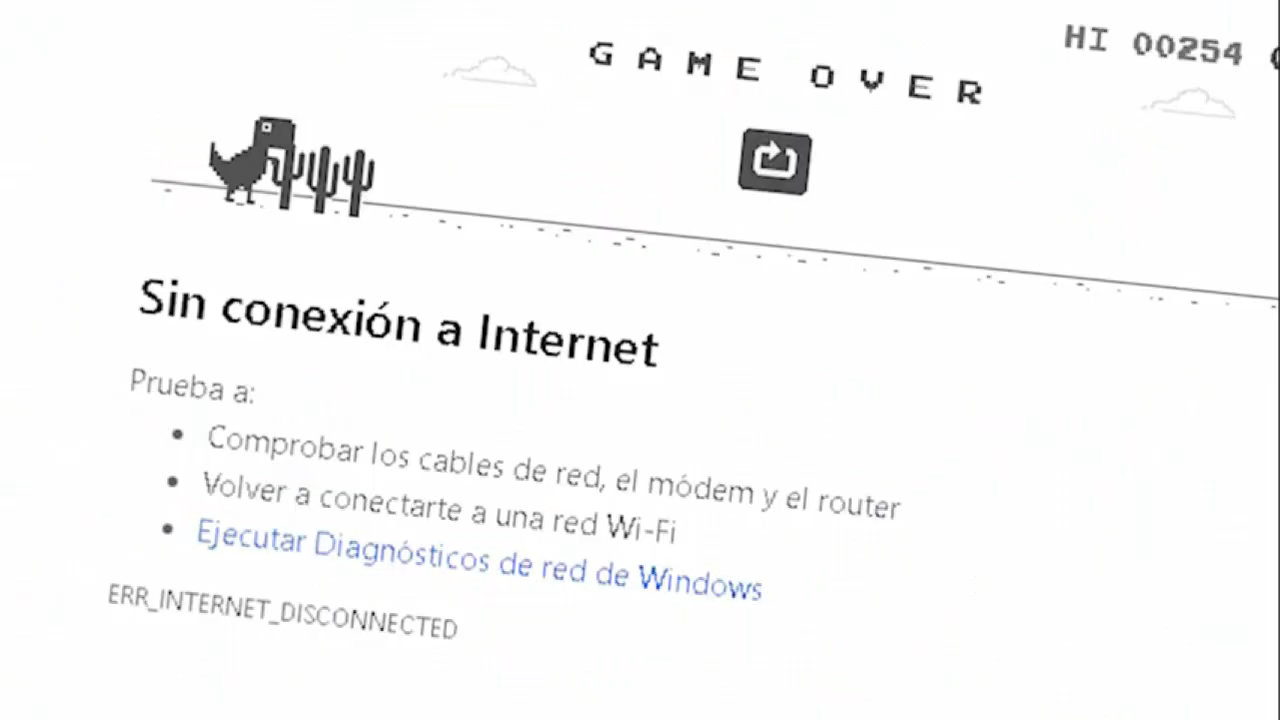 HI 00254
GAME OVER
Sin conexión a Internet
Prueba a:
Comprobar los cables de red, el módem y el router
Volver a conectarte a una red Wi-Fi
Ejecutar Diagnósticos de red de Windows
ERR_INTERNET_DISCONNECTED